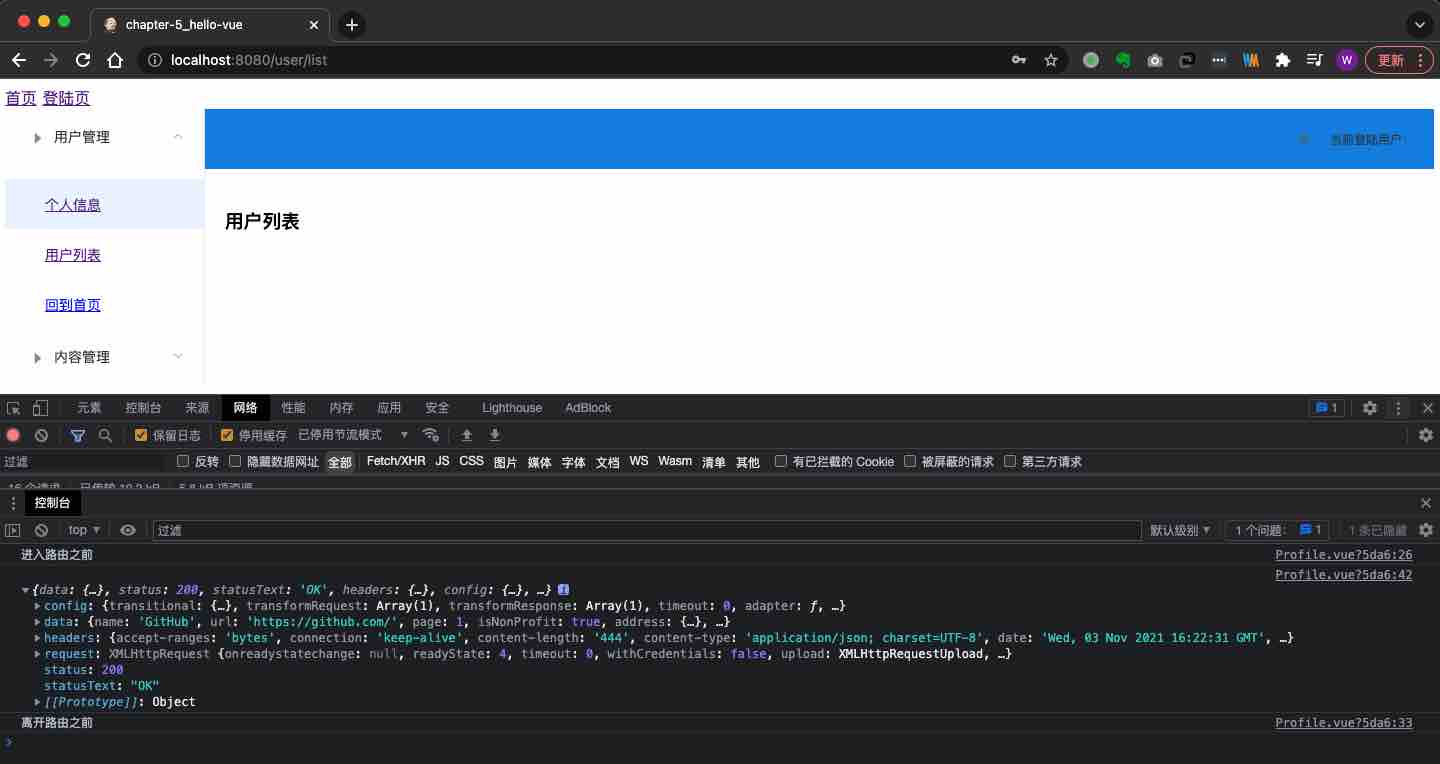 chapter-5_hello-vue
localhost:8080/user/list
W 更新
首页 登陆页
用户管理
当前登陆用户:
个人信息
用户列表
用户列表
回到首页
内容管理
元素 控制台 来源 网络 性能 内存 应用 安全 Lighthouse AdBlock 1
保留日志 停用缓存 已停用节流模式
过滤 反转 隐藏数据网址 全部 Fetch/XHR JS CSS 图片 媒体 字体 文档 WS Wasm 清单 其他 有已拦截的 Cookie 被屏蔽的请求 第三方请求
16 个请求 已传输 10.2 kB
控制台
top 过滤 默认级别 1 个问题: 1 1 条已隐藏
进入路由之前 Profile.vue?5da6:26
Profile.vue?5da6:42
{data: {…}, status: 200, statusText: 'OK', headers: {…}, config: {…}, …}
config: {transitional: {…}, transformRequest: Array(1), transformResponse: Array(1), timeout: 0, adapter: ƒ, …}
data: {name: 'GitHub', url: 'https://github.com/', page: 1, isNonProfit: true, address: {…}, …}
headers: {accept-ranges: 'bytes', connection: 'keep-alive', content-length: '444', content-type: 'application/json; charset=UTF-8', date: 'Wed, 03 Nov 2021 16:22:31 GMT', …}
request: XMLHttpRequest {onreadystatechange: null, readyState: 4, timeout: 0, withCredentials: false, upload: XMLHttpRequestUpload, …}
status: 200
statusText: "OK"
[[Prototype]]: Object
离开路由之前 Profile.vue?5da6:33